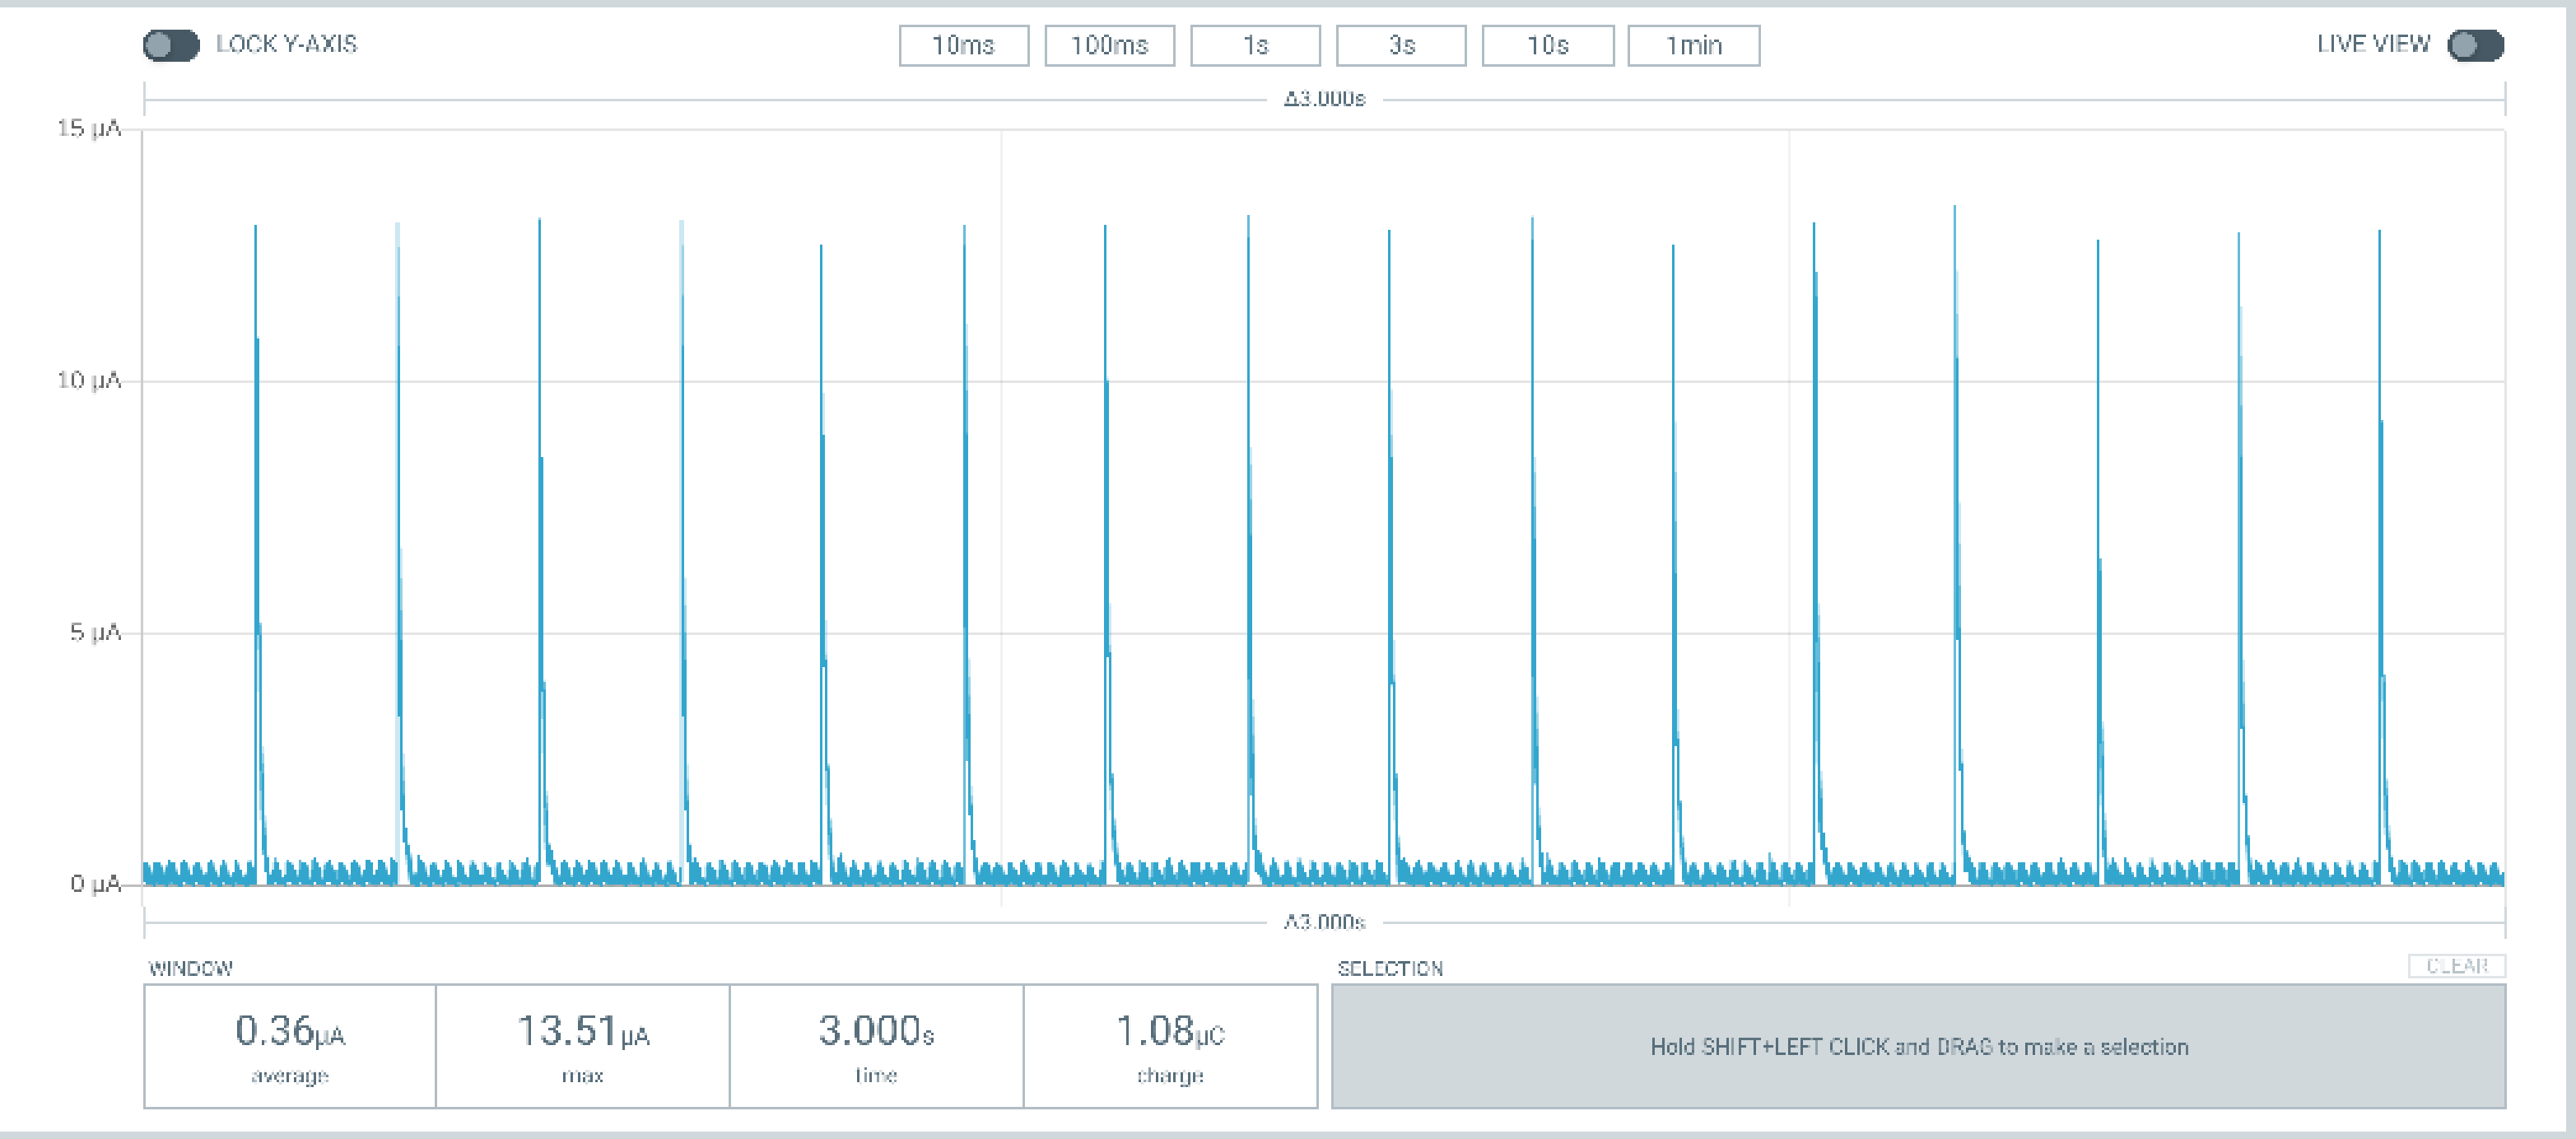 LOCK Y-AXIS 10ms 100ms 1s 3s 10s 1min LIVE VIEW
Δ3.000s
15 µA
10 µA
5 µA
0 µA
Δ3.000s
WINDOW SELECTION CLEAR
0.36µA 13.51µA 3.000s 1.08µC
average max time charge
Hold SHIFT+LEFT CLICK and DRAG to make a selection